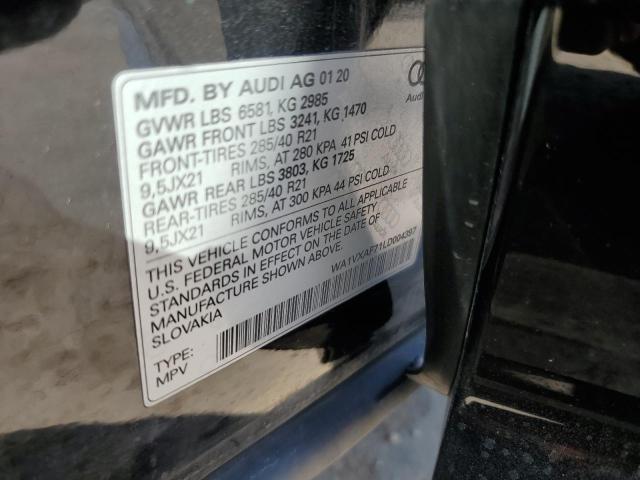 MFD. BY AUDI AG 01 20
GVWR LBS 6581, KG 2985
GAWR FRONT LBS 3241, KG 1470
FRONT-TIRES 285/40 R21
9,5JX21 RIMS, AT 280 KPA 41 PSI COLD
GAWR REAR LBS 3803, KG 1725
REAR-TIRES 285/40 R21
9,5JX21 RIMS, AT 300 KPA 44 PSI COLD
THIS VEHICLE CONFORMS TO ALL APPLICABLE
U.S. FEDERAL MOTOR VEHICLE SAFETY
STANDARDS IN EFFECT ON THE DATE OF
MANUFACTURE SHOWN ABOVE.
SLOVAKIA
WA1VXAF71LD004397
TYPE:
MPV
Audi